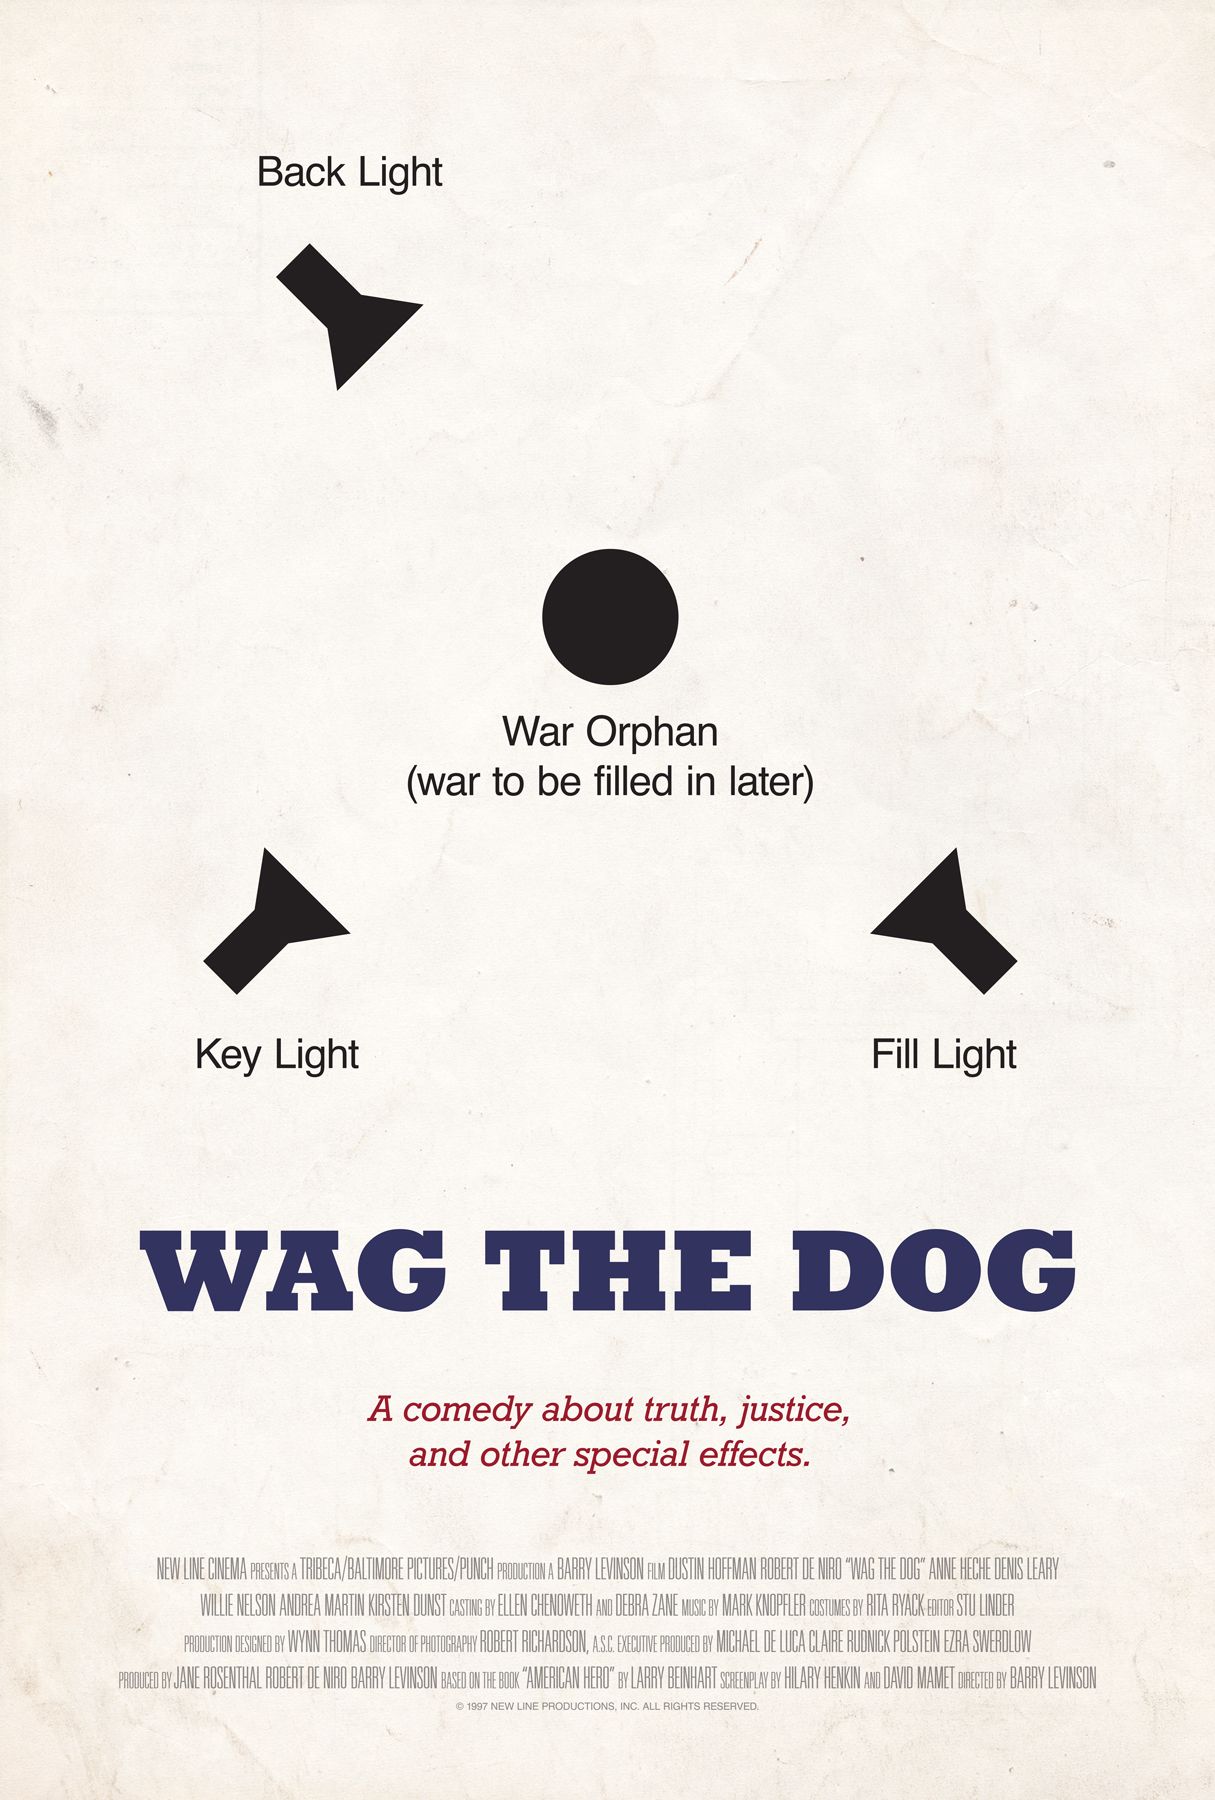 Back Light
War Orphan
(war to be filled in later)
Key Light
Fill Light
WAG THE DOG
A comedy about truth, justice,
and other special effects.
NEW LINE CINEMA PRESENTS A TRIBECA/BALTIMORE PICTURES/PUNCH PRODUCTION A BARRY LEVINSON FILM DUSTIN HOFFMAN ROBERT DE NIRO “WAG THE DOG” ANNE HECHE DENIS LEARY
WILLIE NELSON ANDREA MARTIN KIRSTEN DUNST CASTING BY ELLEN CHENOWETH AND DEBRA ZANE MUSIC BY MARK KNOPFLER COSTUMES BY RITA RYACK EDITOR STU LINDER
PRODUCTION DESIGNED BY WYNN THOMAS DIRECTOR OF PHOTOGRAPHY ROBERT RICHARDSON, A.S.C. EXECUTIVE PRODUCED BY MICHAEL DE LUCA CLAIRE RUDNICK POLSTEIN EZRA SWERDLOW
PRODUCED BY JANE ROSENTHAL ROBERT DE NIRO BARRY LEVINSON BASED ON THE BOOK “AMERICAN HERO” BY LARRY BEINHART SCREENPLAY BY HILARY HENKIN AND DAVID MAMET DIRECTED BY BARRY LEVINSON
© 1997 NEW LINE PRODUCTIONS, INC. ALL RIGHTS RESERVED.